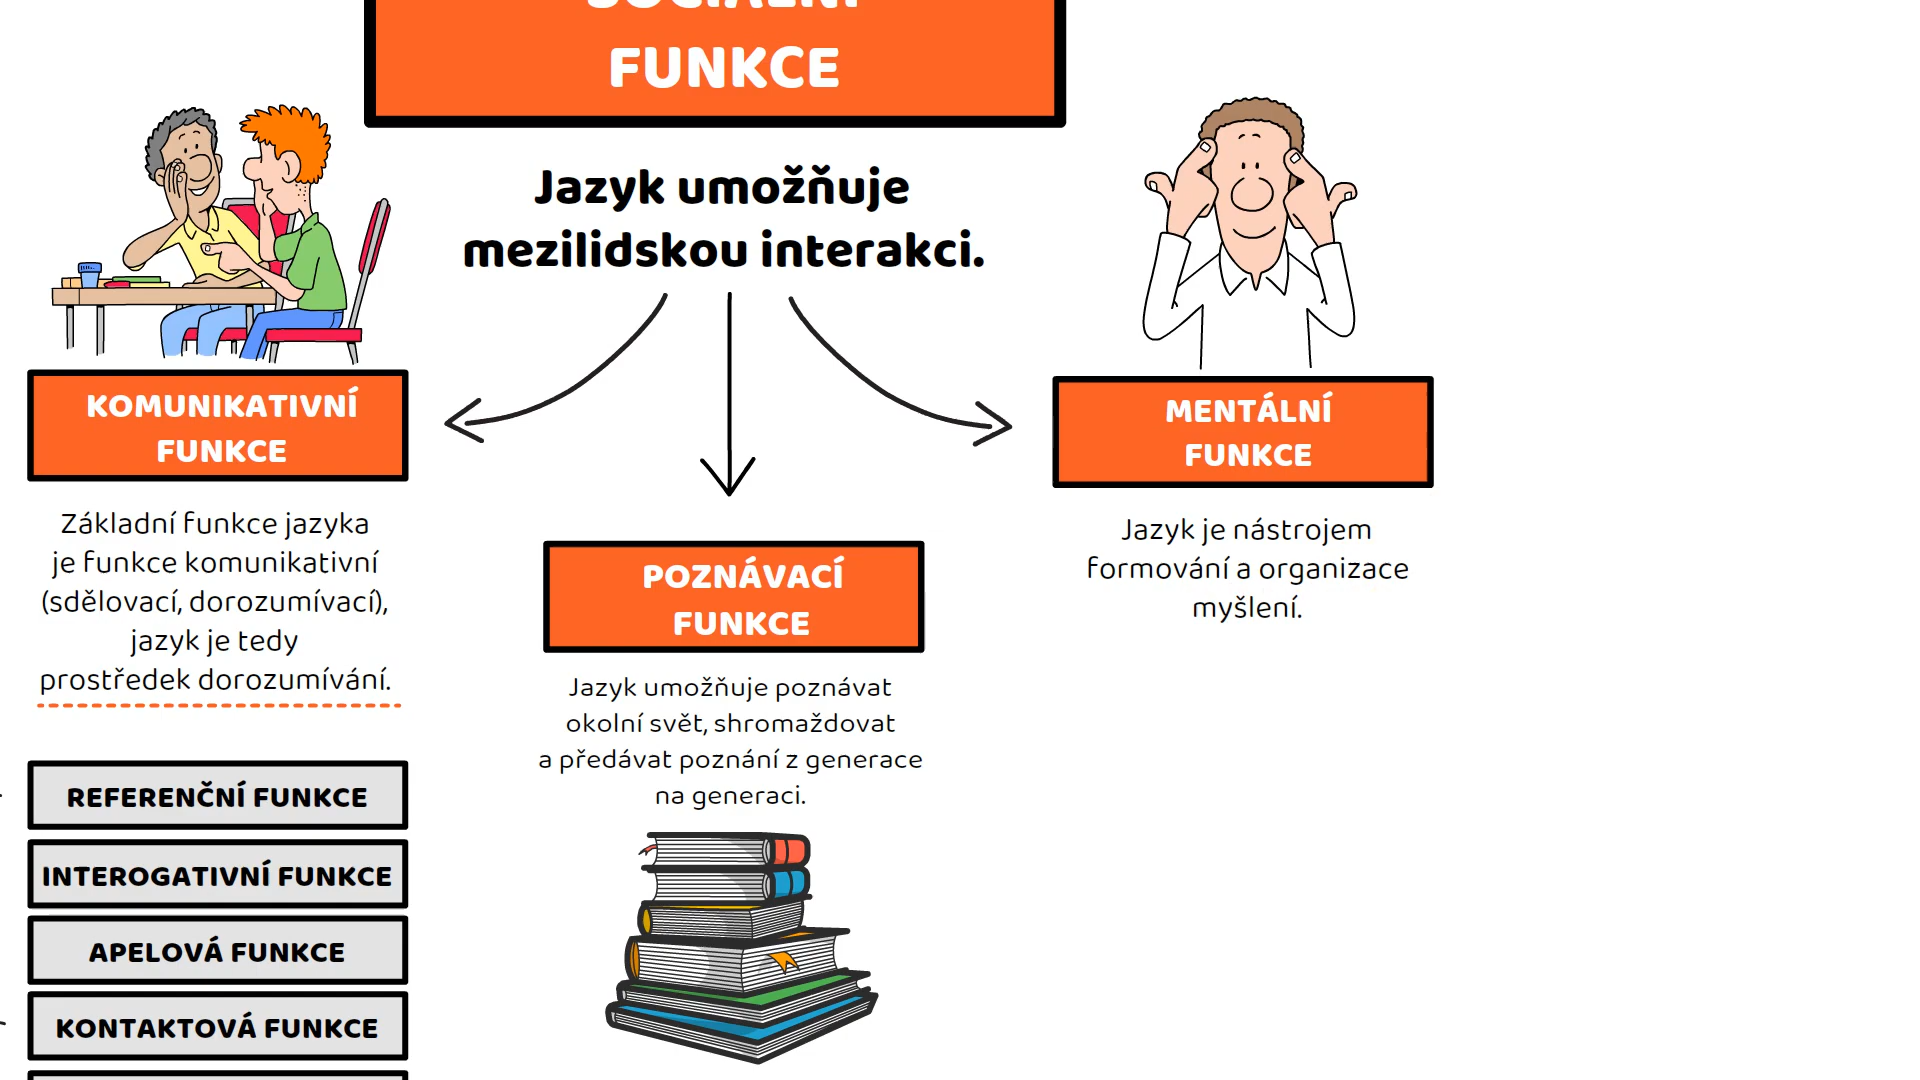 SOCIÁLNÍ
FUNKCE
Jazyk umožňuje
mezilidskou interakci.
KOMUNIKATIVNÍ
FUNKCE
Základní funkce jazyka
je funkce komunikativní
(sdělovací, dorozumívací),
jazyk je tedy
prostředek dorozumívání.
REFERENČNÍ FUNKCE
INTEROGATIVNÍ FUNKCE
APELOVÁ FUNKCE
KONTAKTOVÁ FUNKCE
POZNÁVACÍ
FUNKCE
Jazyk umožňuje poznávat
okolní svět, shromaždovat
a předávat poznání z generace
na generaci.
MENTÁLNÍ
FUNKCE
Jazyk je nástrojem
formování a organizace
myšlení.